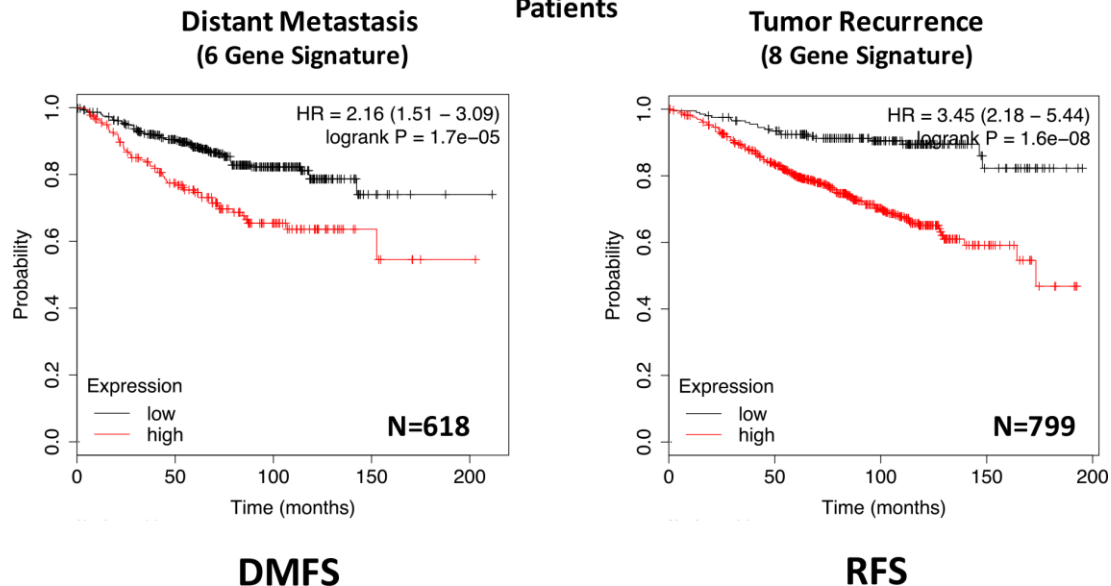 Patients
Distant Metastasis
(6 Gene Signature)
HR = 2.16 (1.51 − 3.09)
logrank P = 1.7e−05
Probability
1.0
0.8
0.6
0.4
0.2
0.0
Expression
low
high
N=618
0 50 100 150 200
Time (months)
DMFS
Tumor Recurrence
(8 Gene Signature)
HR = 3.45 (2.18 − 5.44)
logrank P = 1.6e−08
Probability
1.0
0.8
0.6
0.4
0.2
0.0
Expression
low
high
N=799
0 50 100 150 200
Time (months)
RFS